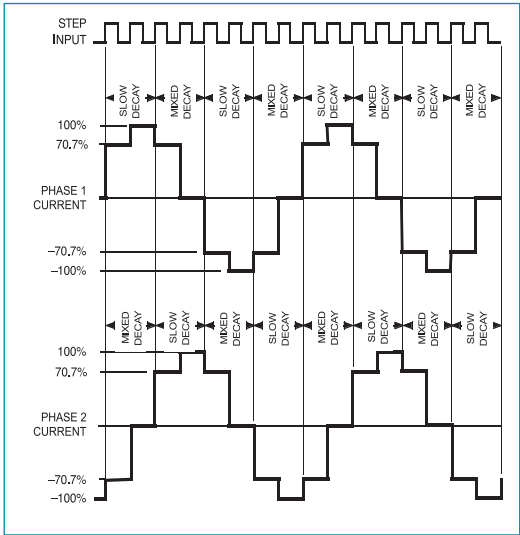 STEP
INPUT
SLOW
DECAY
MIXED
DECAY
SLOW
DECAY
MIXED
DECAY
SLOW
DECAY
MIXED
DECAY
SLOW
DECAY
MIXED
DECAY
100%
70.7%
PHASE 1
CURRENT
–70.7%
–100%
MIXED
DECAY
SLOW
DECAY
MIXED
DECAY
SLOW
DECAY
MIXED
DECAY
SLOW
DECAY
MIXED
DECAY
SLOW
DECAY
100%
70.7%
PHASE 2
CURRENT
–70.7%
–100%